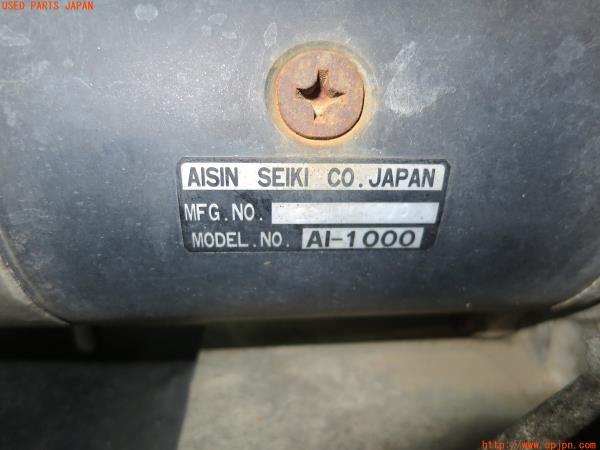 USED PARTS JAPAN
AISIN SEIKI CO. JAPAN
MFG.NO.
MODEL.NO. AI-1000
http://www.upjpn.com